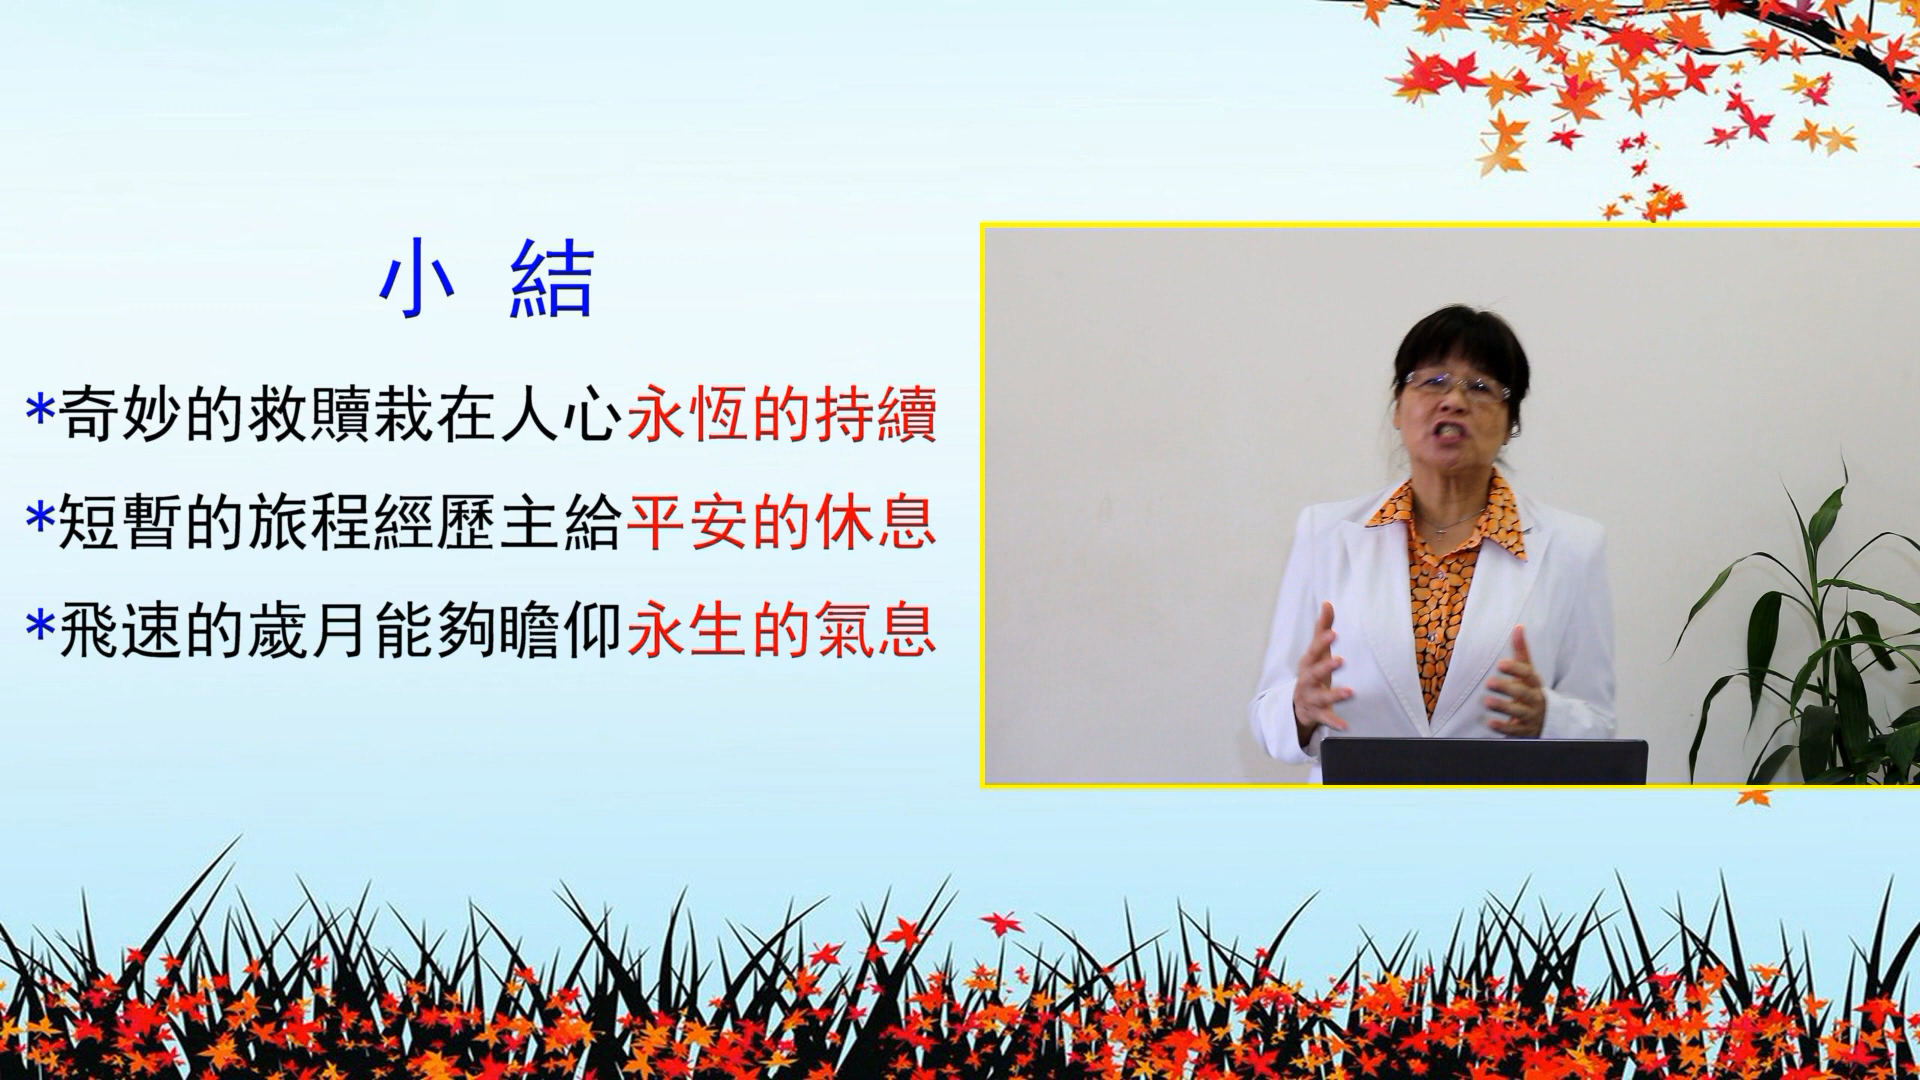 小 結
*奇妙的救贖栽在人心永恆的持續
*短暫的旅程經歷主給平安的休息
*飛速的歲月能夠瞻仰永生的氣息